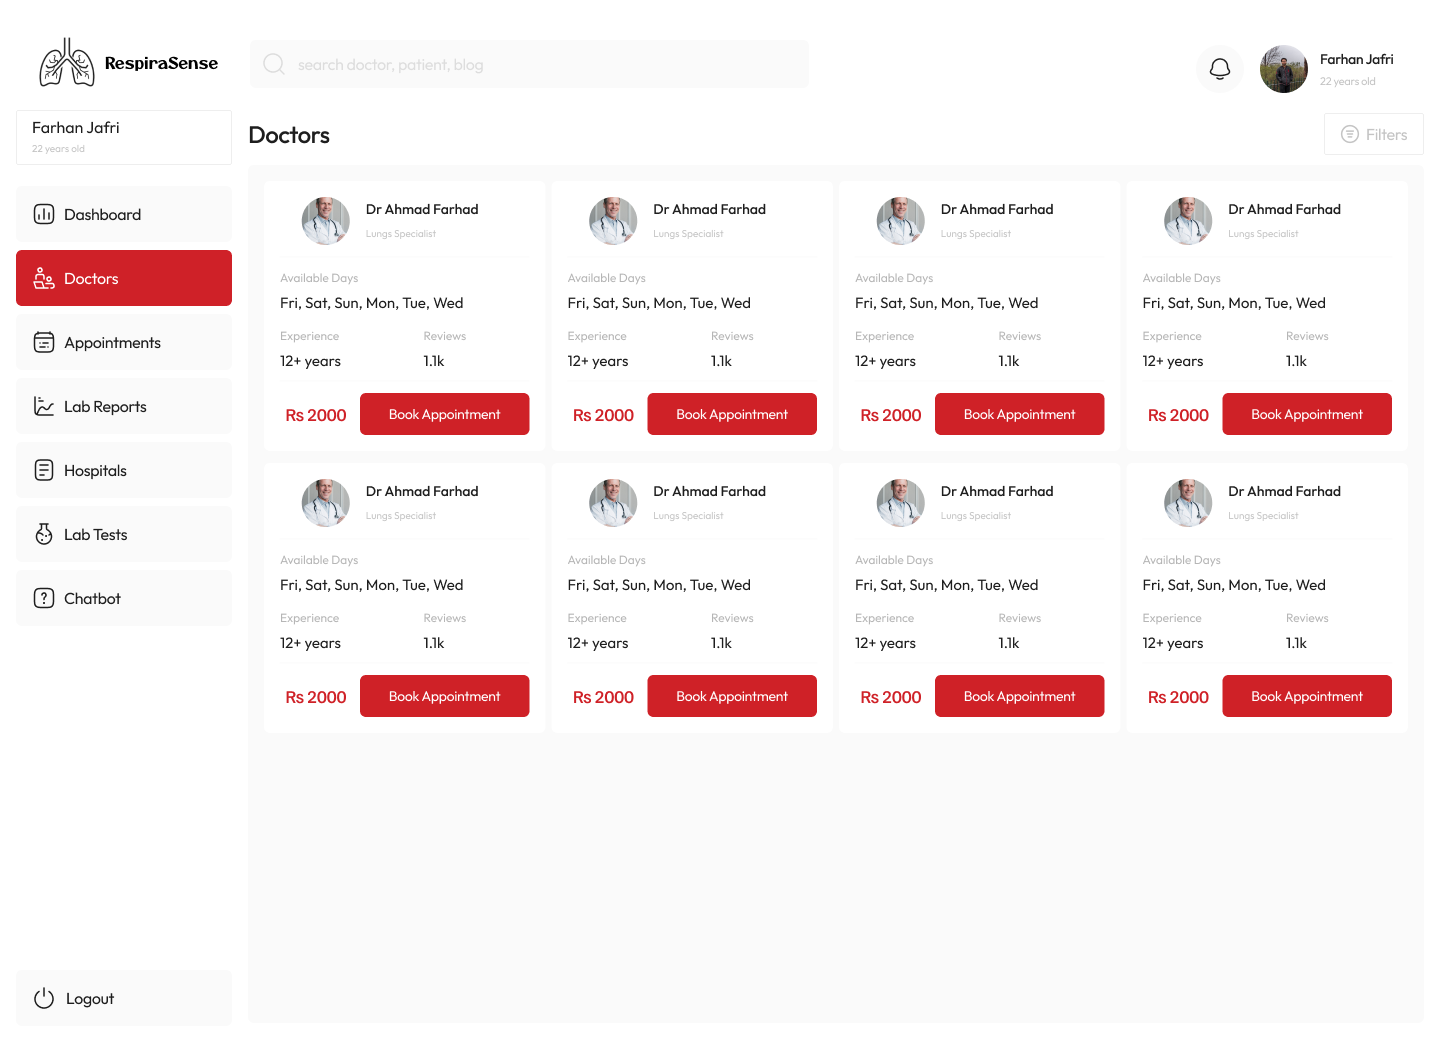 RespiraSense
search doctor, patient, blog
Farhan Jafri
22 years old
Farhan Jafri
22 years old
Dashboard
Doctors
Appointments
Lab Reports
Hospitals
Lab Tests
Chatbot
Logout
Doctors
Filters
Dr Ahmad Farhad
Lungs Specialist
Available Days
Fri, Sat, Sun, Mon, Tue, Wed
Experience Reviews
12+ years 1.1k
Rs 2000 Book Appointment
Dr Ahmad Farhad
Lungs Specialist
Available Days
Fri, Sat, Sun, Mon, Tue, Wed
Experience Reviews
12+ years 1.1k
Rs 2000 Book Appointment
Dr Ahmad Farhad
Lungs Specialist
Available Days
Fri, Sat, Sun, Mon, Tue, Wed
Experience Reviews
12+ years 1.1k
Rs 2000 Book Appointment
Dr Ahmad Farhad
Lungs Specialist
Available Days
Fri, Sat, Sun, Mon, Tue, Wed
Experience Reviews
12+ years 1.1k
Rs 2000 Book Appointment
Dr Ahmad Farhad
Lungs Specialist
Available Days
Fri, Sat, Sun, Mon, Tue, Wed
Experience Reviews
12+ years 1.1k
Rs 2000 Book Appointment
Dr Ahmad Farhad
Lungs Specialist
Available Days
Fri, Sat, Sun, Mon, Tue, Wed
Experience Reviews
12+ years 1.1k
Rs 2000 Book Appointment
Dr Ahmad Farhad
Lungs Specialist
Available Days
Fri, Sat, Sun, Mon, Tue, Wed
Experience Reviews
12+ years 1.1k
Rs 2000 Book Appointment
Dr Ahmad Farhad
Lungs Specialist
Available Days
Fri, Sat, Sun, Mon, Tue, Wed
Experience Reviews
12+ years 1.1k
Rs 2000 Book Appointment